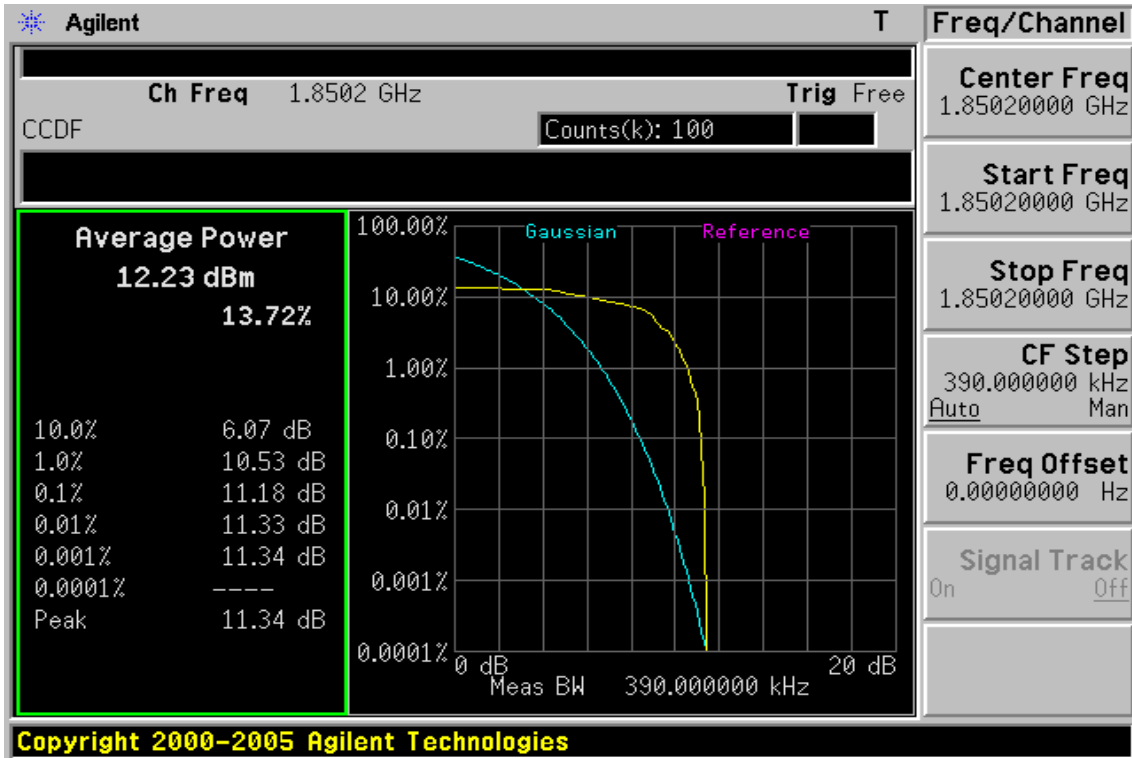 Agilent T
Ch Freq 1.8502 GHz Trig Free
CCDF Counts(k): 100
Average Power
12.23 dBm
13.72%
10.0% 6.07 dB
1.0% 10.53 dB
0.1% 11.18 dB
0.01% 11.33 dB
0.001% 11.34 dB
0.0001% ----
Peak 11.34 dB
Gaussian Reference
100.00%
10.00%
1.00%
0.10%
0.01%
0.001%
0.0001%
0 dB 20 dB
Meas BW 390.000000 kHz
Freq/Channel
Center Freq
1.85020000 GHz
Start Freq
1.85020000 GHz
Stop Freq
1.85020000 GHz
CF Step
390.000000 kHz
Auto Man
Freq Offset
0.00000000 Hz
Signal Track
On Off
Copyright 2000-2005 Agilent Technologies